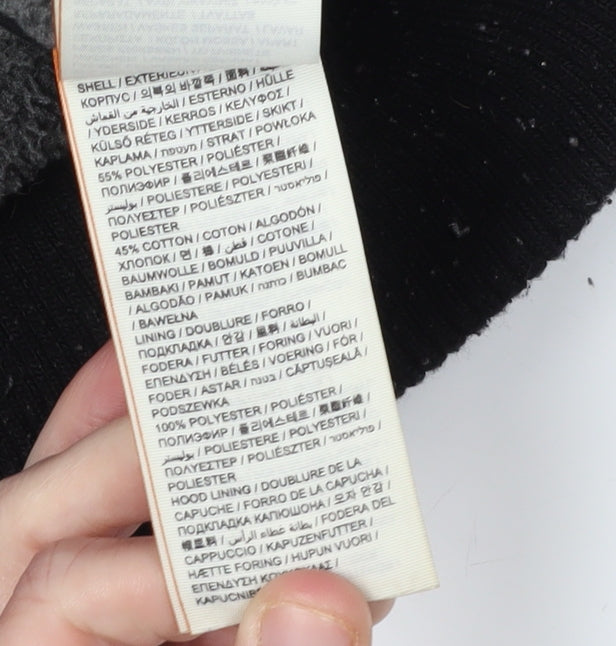 SHELL / EXTÉRIEUR
КОРПУС / 의복의 바깥쪽 / 面料 /
الخارجية من القماش / ESTERNO / HÜLLE
/ YDERSIDE / KERROS / ΚΕΛΥΦΟΣ /
KÜLSŐ RÉTEG / YTTERSIDE / SKIKT /
KAPLAMA / מעטפת / STRAT / POWŁOKA
55% POLYESTER / POLIÉSTER /
ПОЛИЭФИР / 폴리에스테르 / 聚酯纤维 /
بوليستر / POLIESTERE / POLYESTERI /
ΠΟΛΥΕΣΤΕΡ / POLIÉSZTER / פוליאסטר /
POLIESTER
45% COTTON / COTON / ALGODÓN /
ХЛОПОК / 면 / 棉 / قطن / COTONE /
BAUMWOLLE / BOMULD / PUUVILLA /
BAMBAKI / PAMUT / KATOEN / BOMULL
/ ALGODÃO / PAMUK / כותנה / BUMBAC
/ BAWEŁNA
LINING / DOUBLURE / FORRO /
ПОДКЛАДКА / 안감 / 里料 / البطانة /
FODERA / FUTTER / FORING / VUORI /
ΕΠΕΝΔΥΣΗ / BÉLÉS / VOERING / FÓR /
FODER / ASTAR / בטנה / CĂPTUŞEALĂ /
PODSZEWKA
100% POLYESTER / POLIÉSTER /
ПОЛИЭФИР / 폴리에스테르 / 聚酯纤维 /
بوليستر / POLIESTERE / POLYESTERI /
ΠΟΛΥΕΣΤΕΡ / POLIÉSZTER / פוליאסטר /
POLIESTER
HOOD LINING / DOUBLURE DE LA
CAPUCHE / FORRO DE LA CAPUCHA /
ПОДКЛАДКА КАПЮШОНА / 모자 안감 /
帽里料 / بطانة غطاء الرأس / FODERA DEL
CAPPUCCIO / KAPUZENFUTTER /
HÆTTE FORING / HUPUN VUORI /
ΕΠΕΝΔΥΣΗ ΚΟΥΚΟΥΛΑΣ /